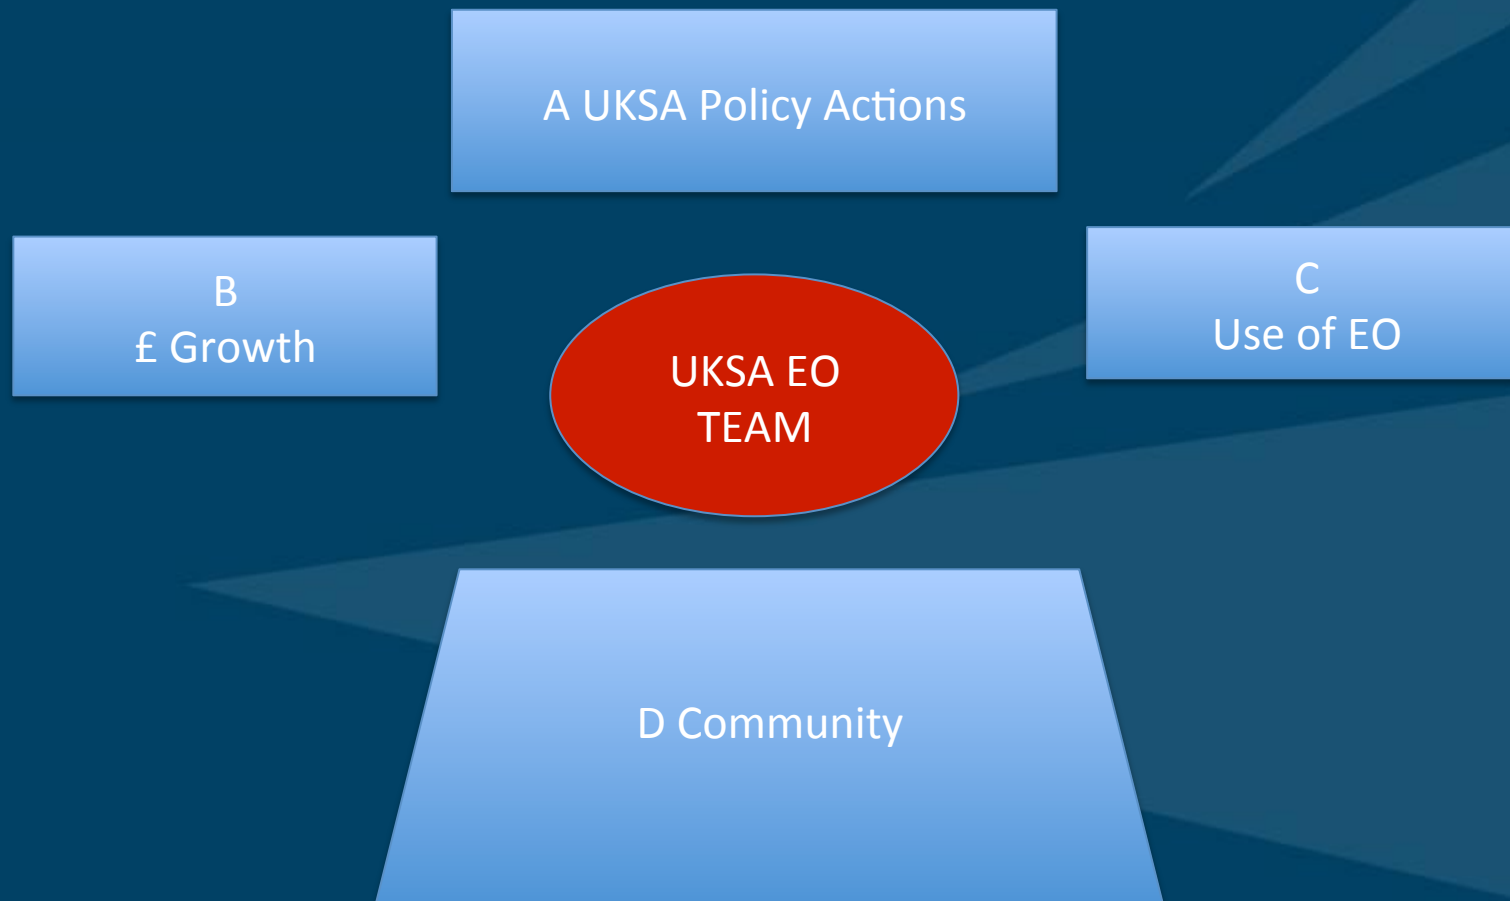 A UKSA Policy Actions
B
£ Growth
C
Use of EO
UKSA EO
TEAM
D Community